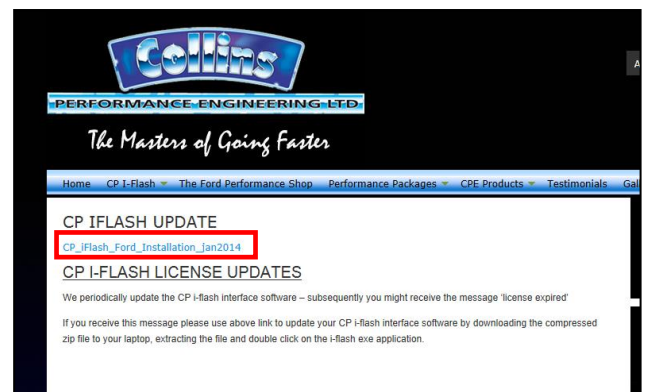 Collins
PERFORMANCE ENGINEERING LTD
The Masters of Going Faster
A
Home CP I-Flash The Ford Performance Shop Performance Packages CPE Products Testimonials Gal
CP IFLASH UPDATE
CP_iFlash_Ford_Installation_Jan2014
CP I-FLASH LICENSE UPDATES
We periodically update the CP i-flash interface software – subsequently you might receive the message 'license expired'
If you receive this message please use above link to update your CP i-flash interface software by downloading the compressed
zip file to your laptop, extracting the file and double click on the i-flash exe application.